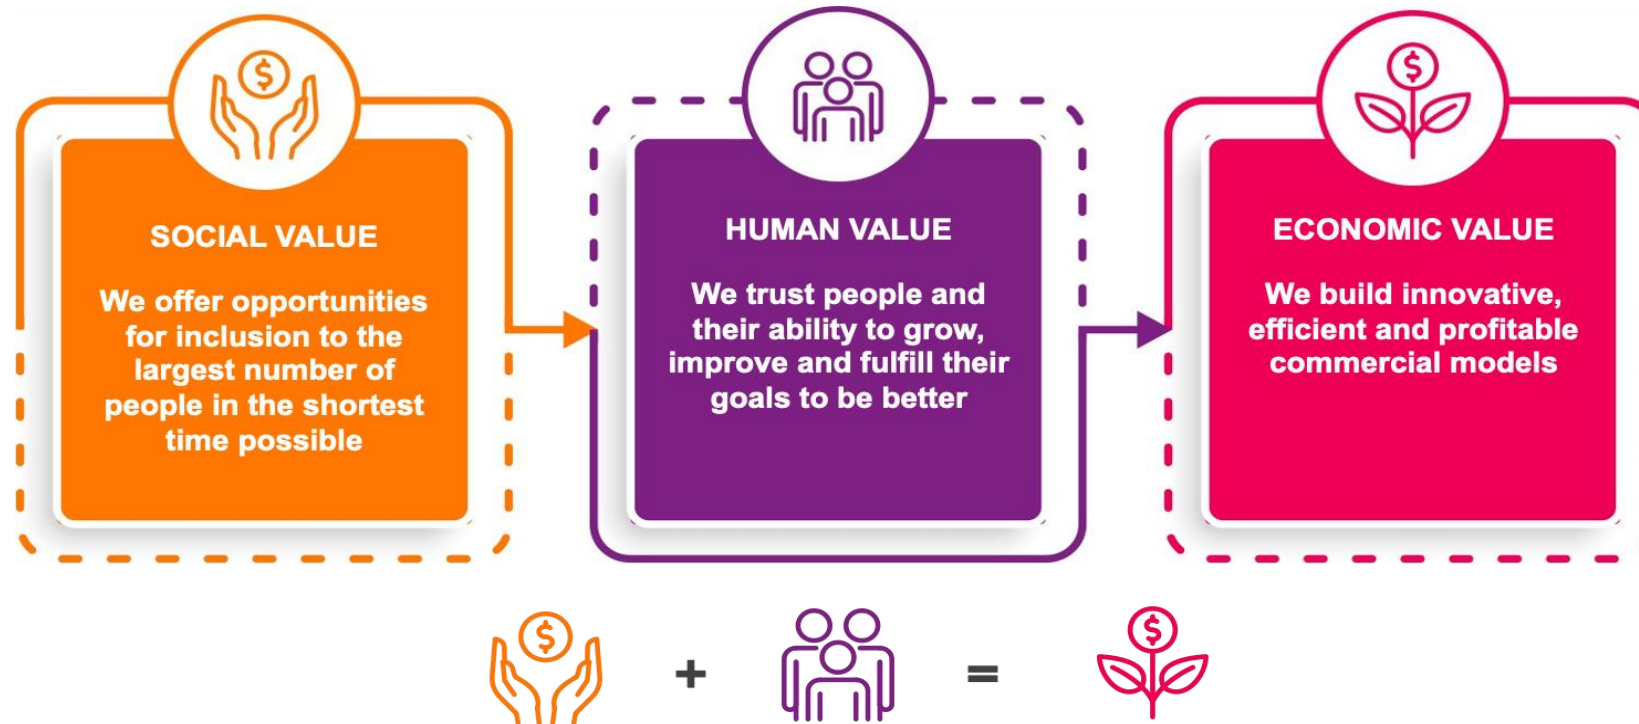 $
SOCIAL VALUE
We offer opportunities
for inclusion to the
largest number of
people in the shortest
time possible
$
HUMAN VALUE
We trust people and
their ability to grow,
improve and fulfill their
goals to be better
ECONOMIC VALUE
We build innovative,
efficient and profitable
commercial models
$ + = $